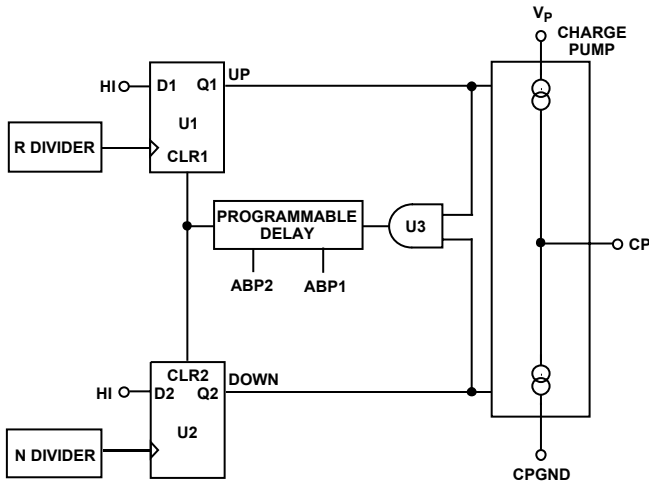 VP
CHARGE
PUMP
HI
D1
Q1
UP
U1
R DIVIDER
CLR1
PROGRAMMABLE
DELAY
U3
CP
ABP2
ABP1
CLR2
DOWN
HI
D2
Q2
U2
N DIVIDER
CPGND